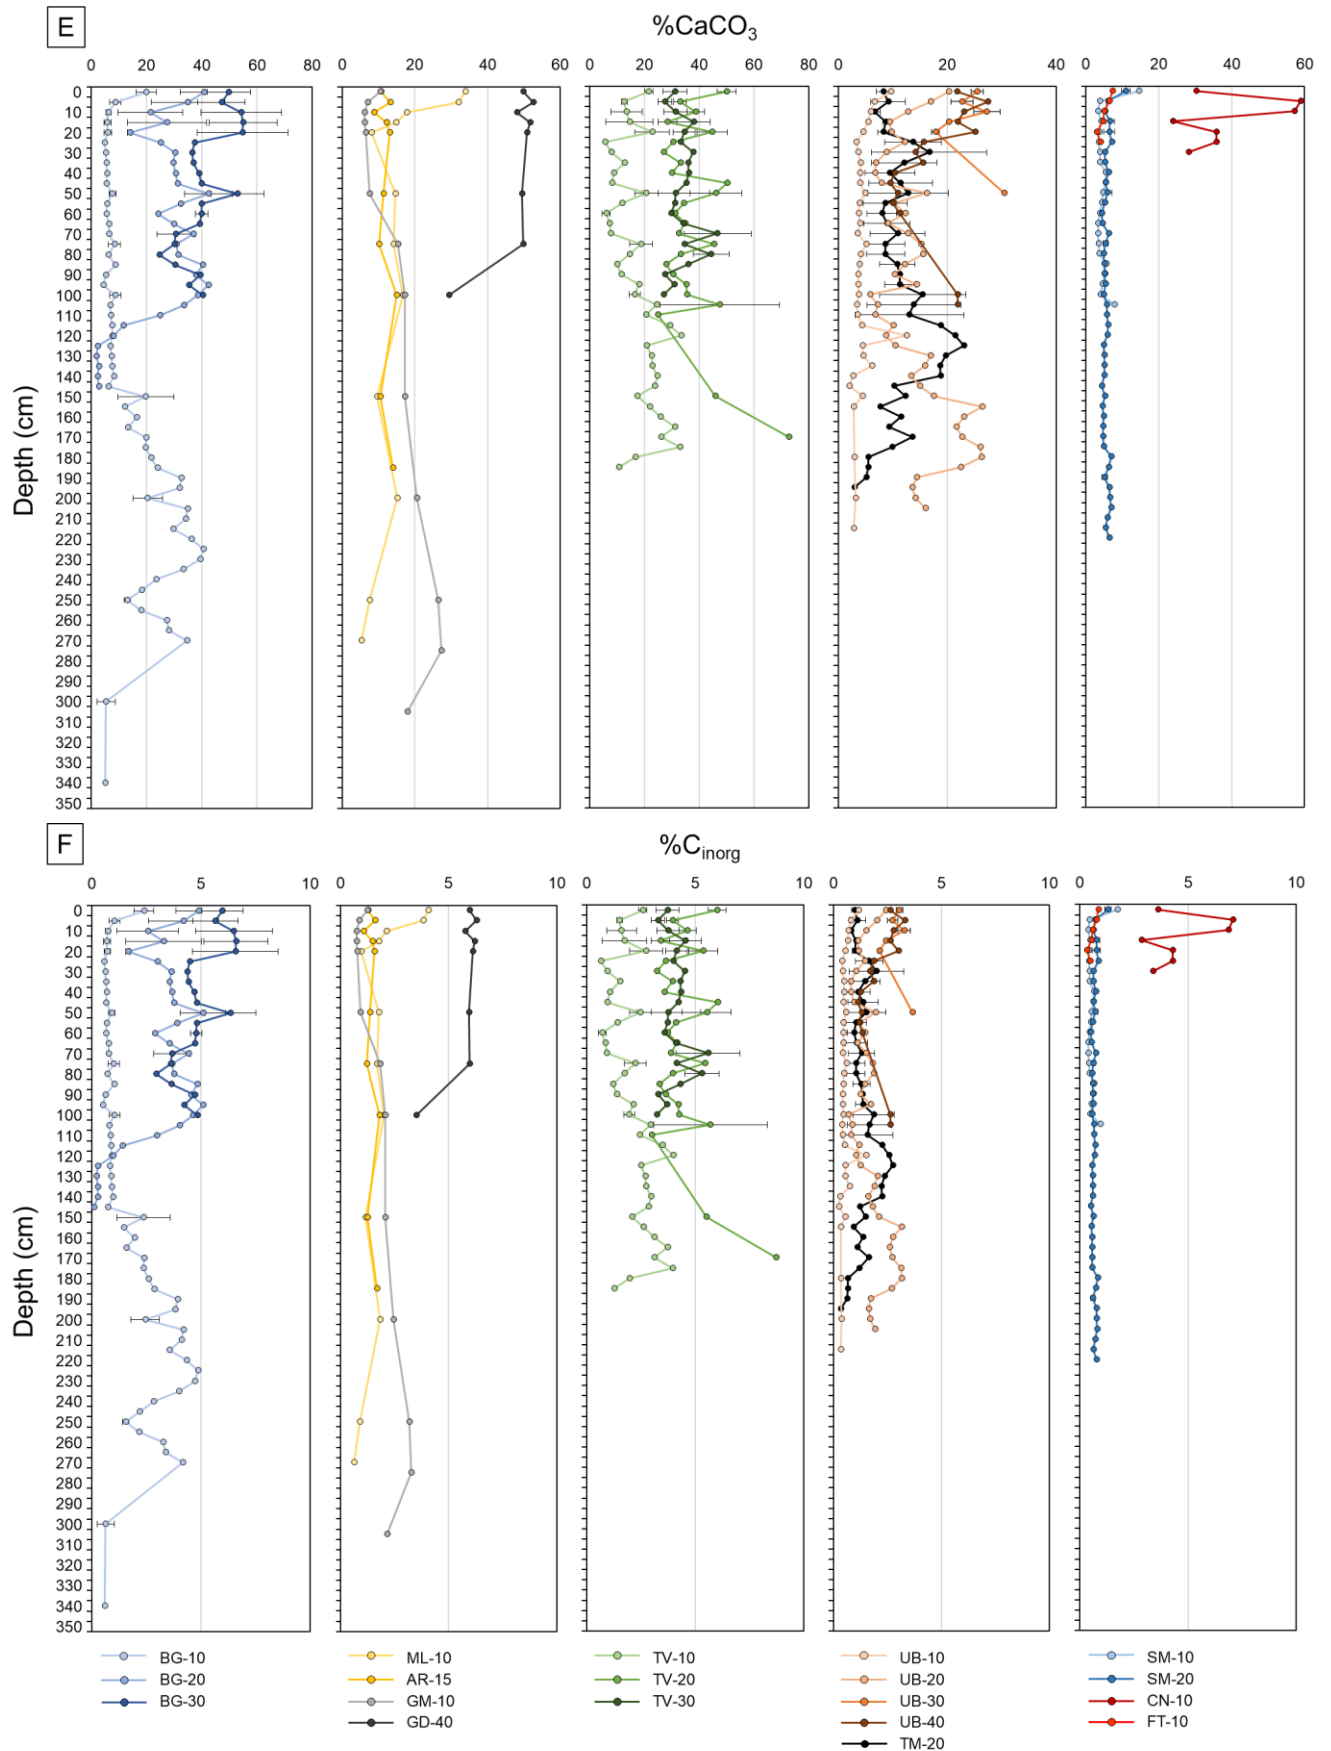 E
%CaCO₃
0 20 40 60 80
0 20 40 60
0 20 40 60 80
0 20 40
0 20 40 60
Depth (cm)
0
10
20
30
40
50
60
70
80
90
100
110
120
130
140
150
160
170
180
190
200
210
220
230
240
250
260
270
280
290
300
310
320
330
340
350
F
%C_inorg
0 5 10
0 5 10
0 5 10
0 5 10
0 5 10
Depth (cm)
0
10
20
30
40
50
60
70
80
90
100
110
120
130
140
150
160
170
180
190
200
210
220
230
240
250
260
270
280
290
300
310
320
330
340
350
BG-10
BG-20
BG-30
ML-10
AR-15
GM-10
GD-40
TV-10
TV-20
TV-30
UB-10
UB-20
UB-30
UB-40
TM-20
SM-10
SM-20
CN-10
FT-10